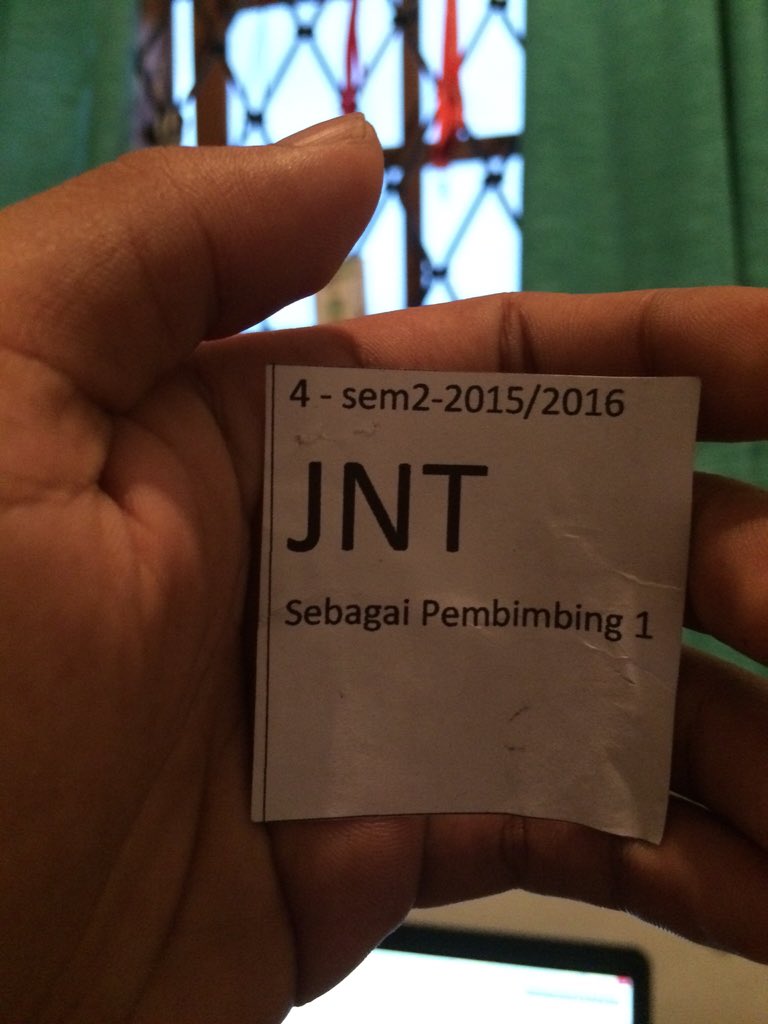 4 - sem2-2015/2016
JNT
Sebagai Pembimbing 1